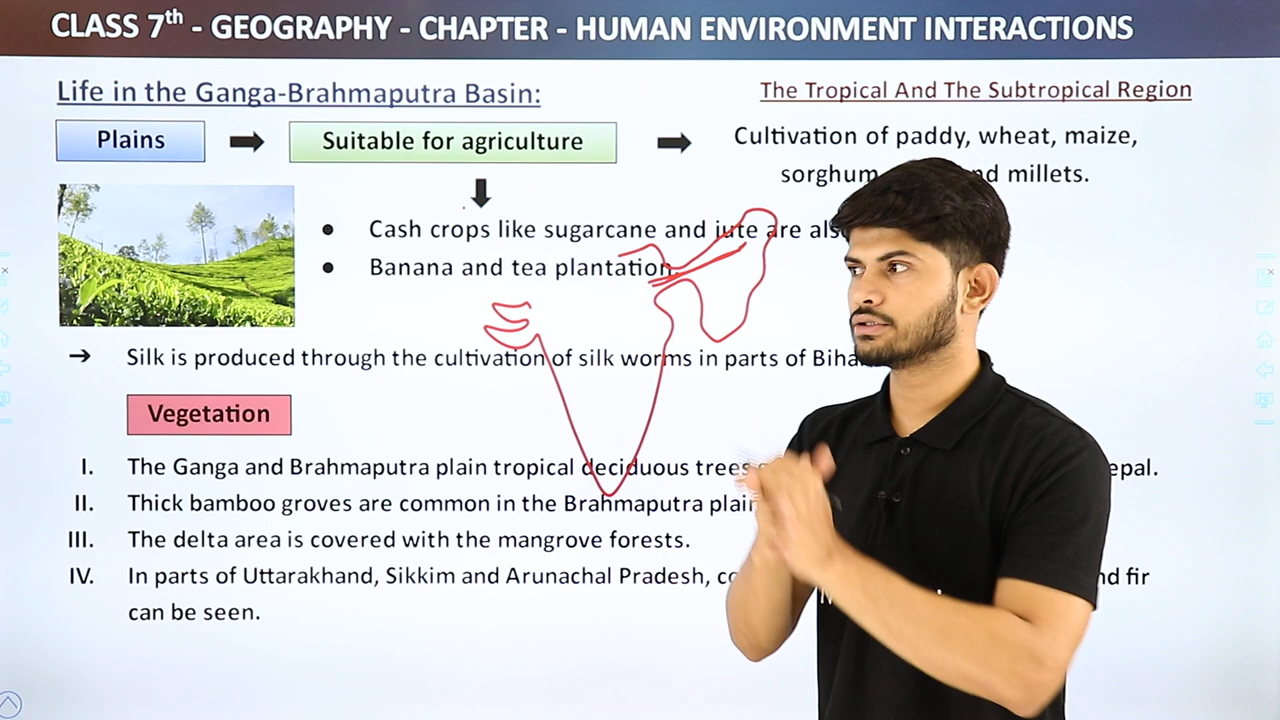 CLASS 7th - GEOGRAPHY - CHAPTER - HUMAN ENVIRONMENT INTERACTIONS
Life in the Ganga-Brahmaputra Basin:
The Tropical And The Subtropical Region
Plains
Suitable for agriculture
Cultivation of paddy, wheat, maize,
sorghum millets.
• Cash crops like sugarcane and jute are
• Banana and tea plantation.
→ Silk is produced through the cultivation of silk worms in parts of
Vegetation
I. The Ganga and Brahmaputra plain tropical deciduous trees
II. Thick bamboo groves are common in the Brahmaputra
III. The delta area is covered with the mangrove forests.
IV. In parts of Uttarakhand, Sikkim and Arunachal Pradesh, fir
can be seen.